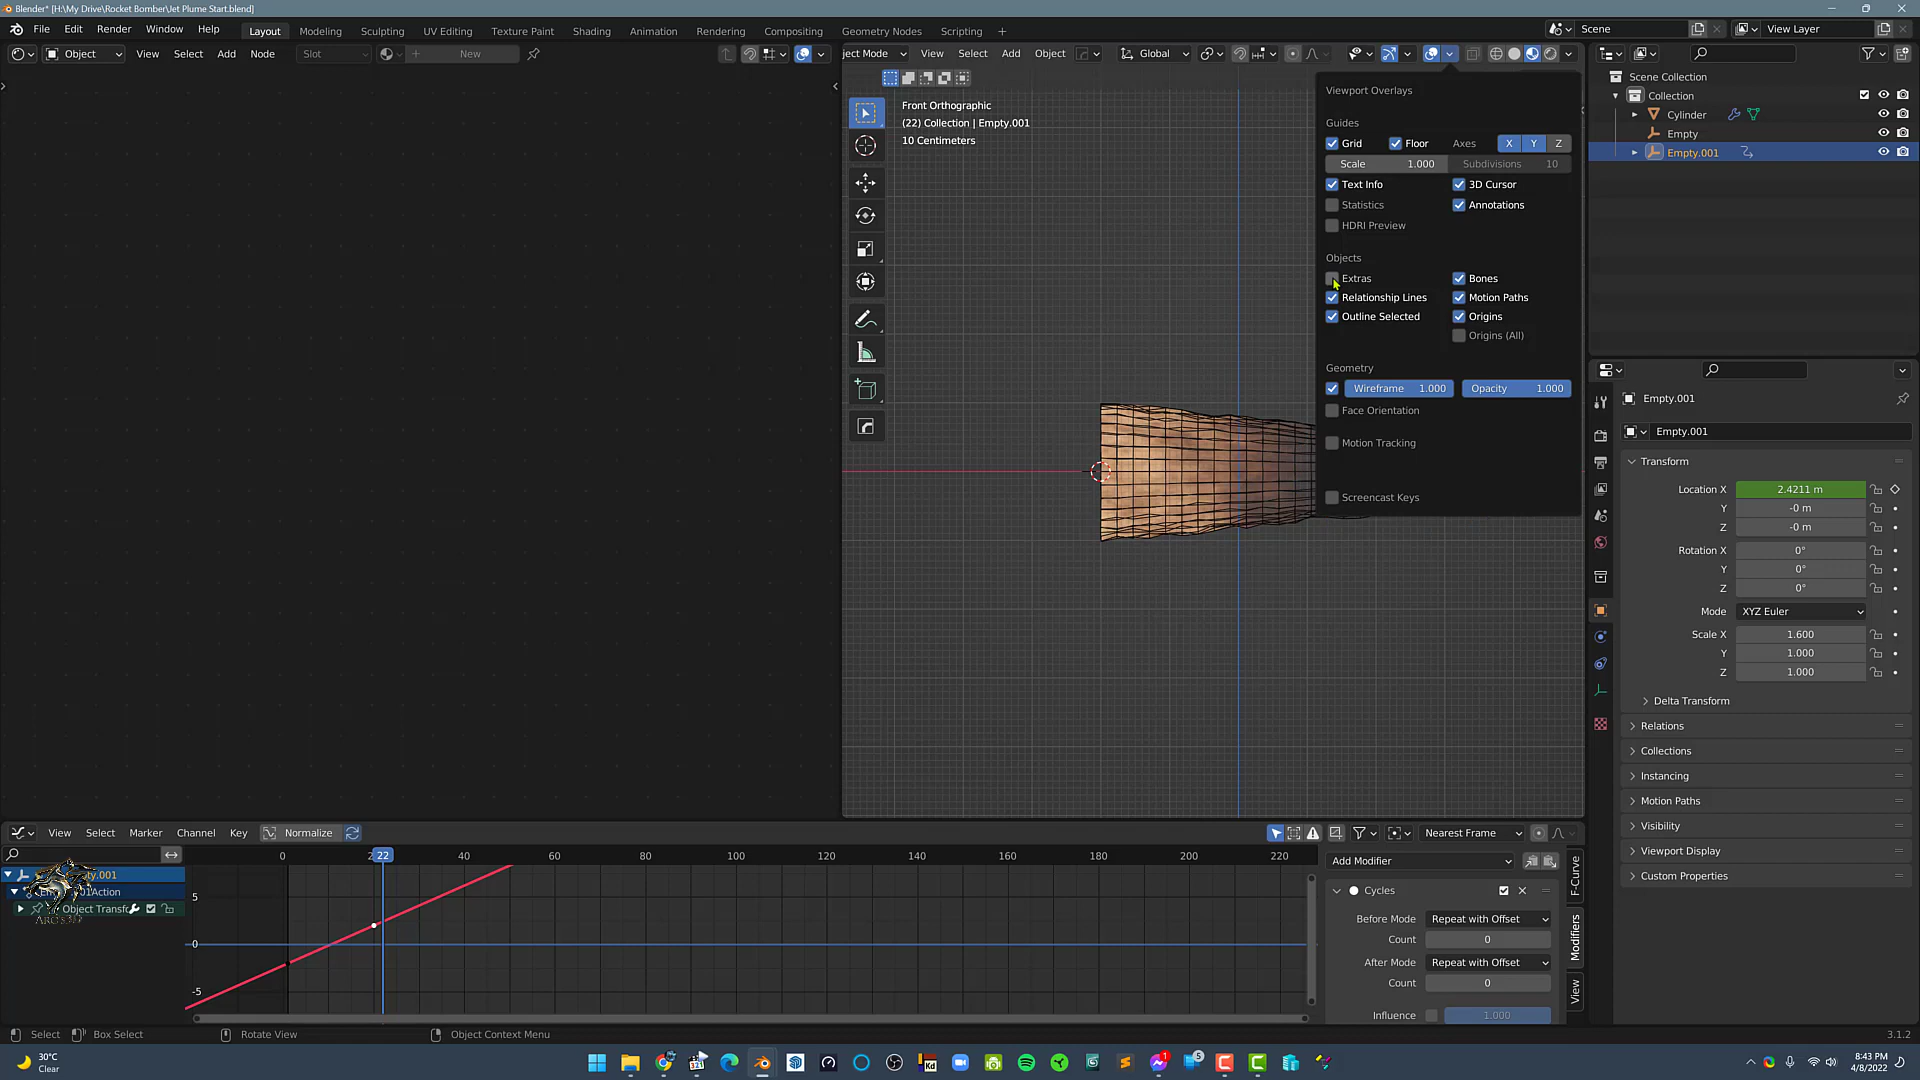 Blender* [H:\My Drive\Rocket Bomber\Jet Plume Start.blend]
File Edit Render Window Help Layout Modeling Sculpting UV Editing Texture Paint Shading Animation Rendering Compositing Geometry Nodes Scripting Scene View Layer
Object View Select Add Node Slot New
ject Mode View Select Add Object Global
Front Orthographic
(22) Collection | Empty.001
10 Centimeters
Viewport Overlays
Guides
Grid Floor Axes X Y Z
Scale 1.000 Subdivisions 10
Text Info 3D Cursor
Statistics Annotations
HDRI Preview
Objects
Extras Bones
Relationship Lines Motion Paths
Outline Selected Origins
Origins (All)
Geometry
Wireframe 1.000 Opacity 1.000
Face Orientation
Motion Tracking
Screencast Keys
Scene Collection
Collection
Cylinder
Empty
Empty.001
Empty.001
Empty.001
Transform
Location X 2.4211 m
Y -0 m
Z -0 m
Rotation X 0°
Y 0°
Z 0°
Mode XYZ Euler
Scale X 1.600
Y 1.000
Z 1.000
Delta Transform
Relations
Collections
Instancing
Motion Paths
Visibility
Viewport Display
Custom Properties
View Select Marker Channel Key Normalize Nearest Frame
0 22 40 60 80 100 120 140 160 180 200 220
5
0
-5
Object Transfo
Add Modifier
Cycles
Before Mode Repeat with Offset
Count 0
After Mode Repeat with Offset
Count 0
Influence 1.000
F-Curve
Modifiers
View
Select Box Select Rotate View Object Context Menu 3.1.2
30°C
Clear
8:43 PM
4/8/2022